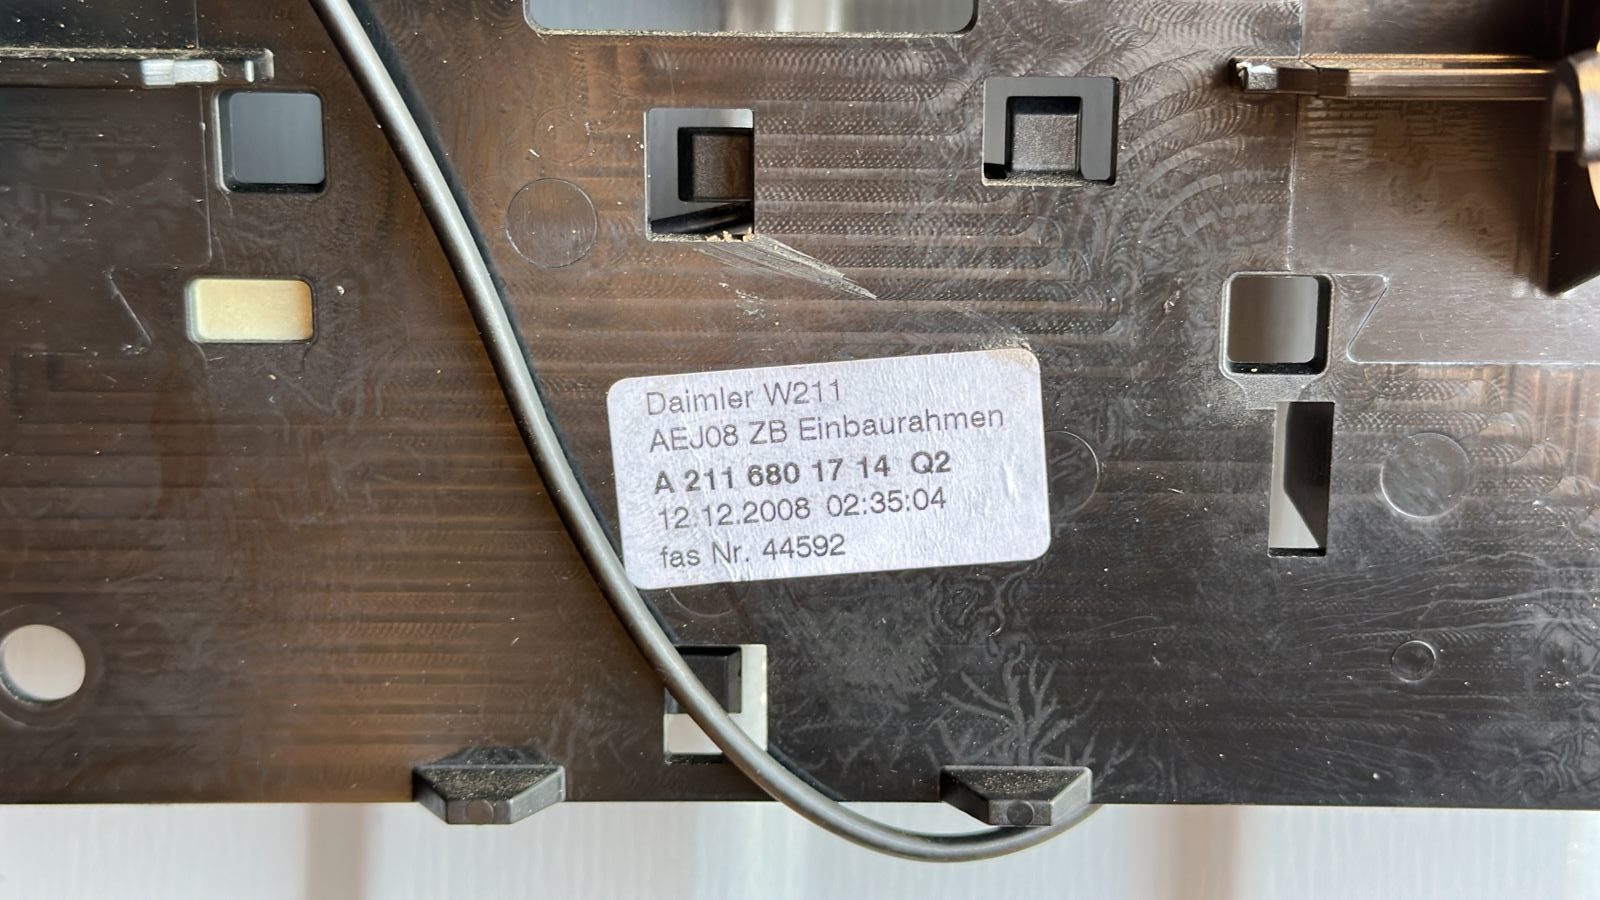 Daimler W211
AEJ08 ZB Einbaurahmen
A 211 680 17 14 Q2
12.12.2008 02:35:04
fas Nr. 44592